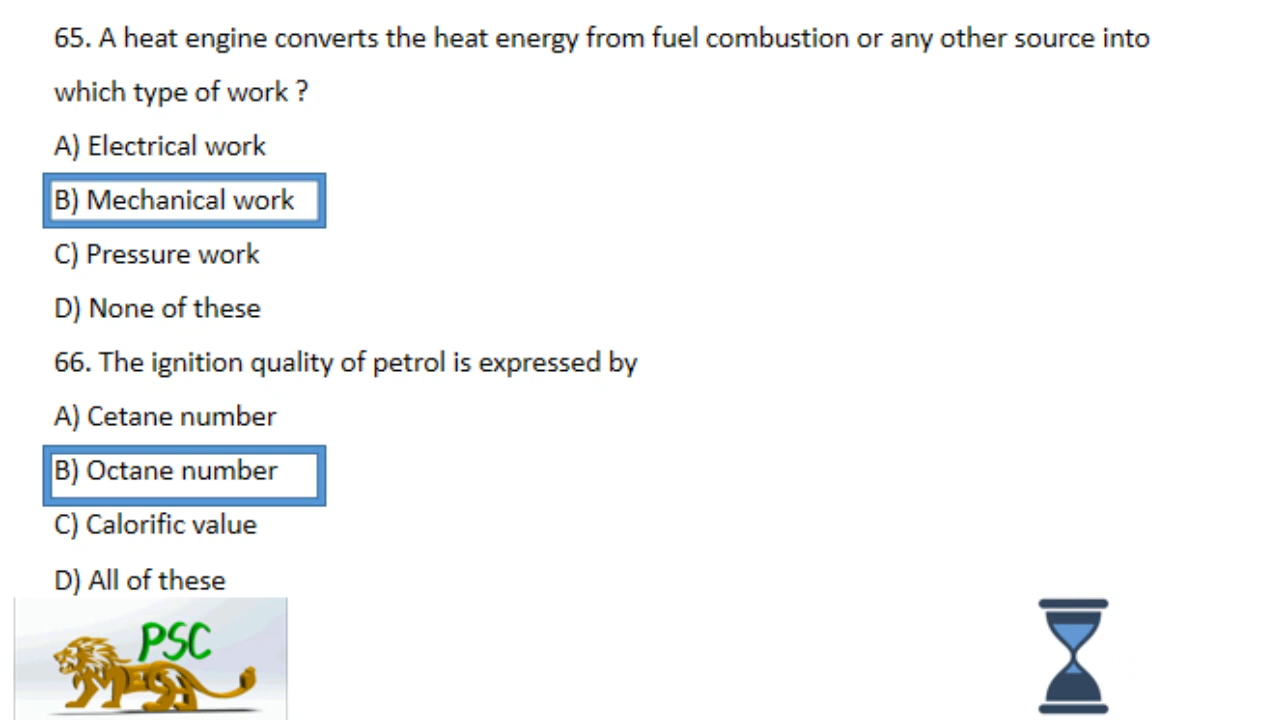 65. A heat engine converts the heat energy from fuel combustion or any other source into
which type of work ?
A) Electrical work
B) Mechanical work
C) Pressure work
D) None of these
66. The ignition quality of petrol is expressed by
A) Cetane number
B) Octane number
C) Calorific value
D) All of these
PSC